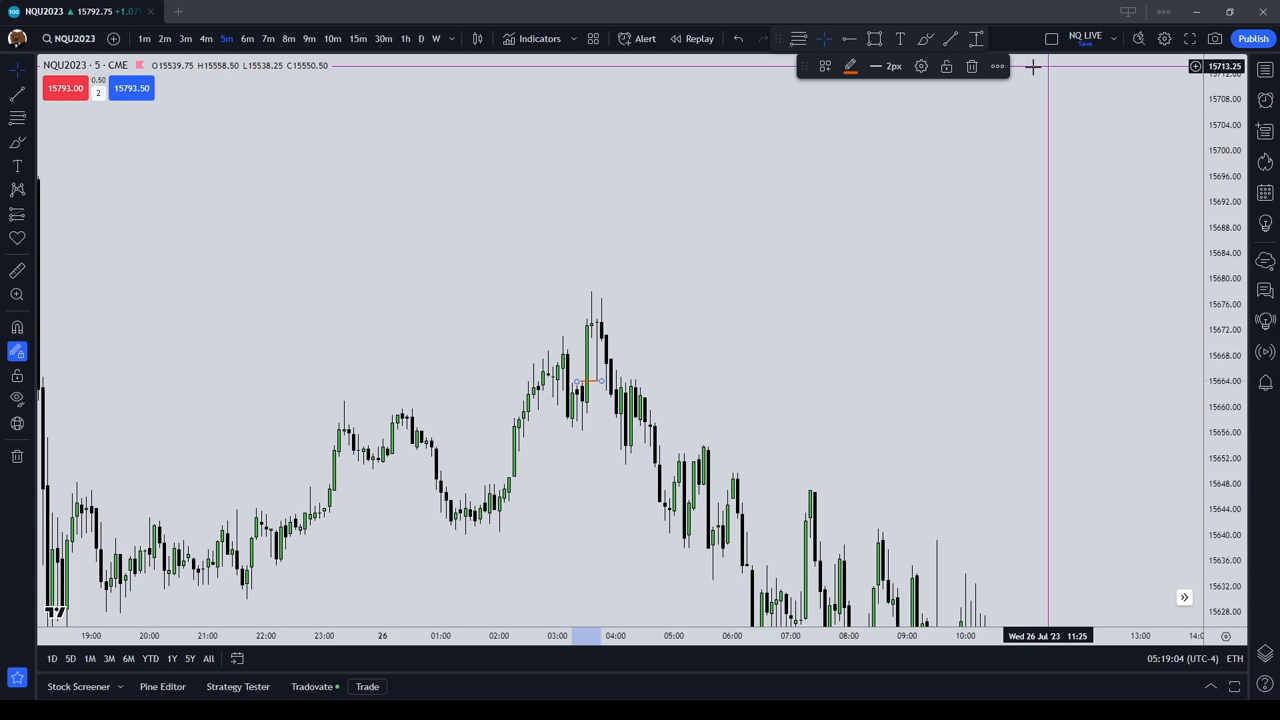 NQU2023 ▲ 15792.75 +1.07
NQU2023 1m 2m 3m 4m 5m 6m 7m 8m 9m 10m 15m 30m 1h D W Indicators Alert Replay NQ LIVE Save Publish
NQU2023 · 5 · CME O15539.75 H15558.50 L15538.25 C15550.50
2px
15793.00 0.50 2 15793.50
15713.25
15712.00
15708.00
15704.00
15700.00
15696.00
15692.00
15688.00
15684.00
15680.00
15676.00
15672.00
15668.00
15664.00
15660.00
15656.00
15652.00
15648.00
15644.00
15640.00
15636.00
15632.00
15628.00
19:00 20:00 21:00 22:00 23:00 26 01:00 02:00 03:00 04:00 05:00 06:00 07:00 08:00 09:00 10:00 Wed 26 Jul '23 11:25 13:00 14:
1D 5D 1M 3M 6M YTD 1Y 5Y All 05:19:04 (UTC-4) ETH
Stock Screener Pine Editor Strategy Tester Tradovate Trade